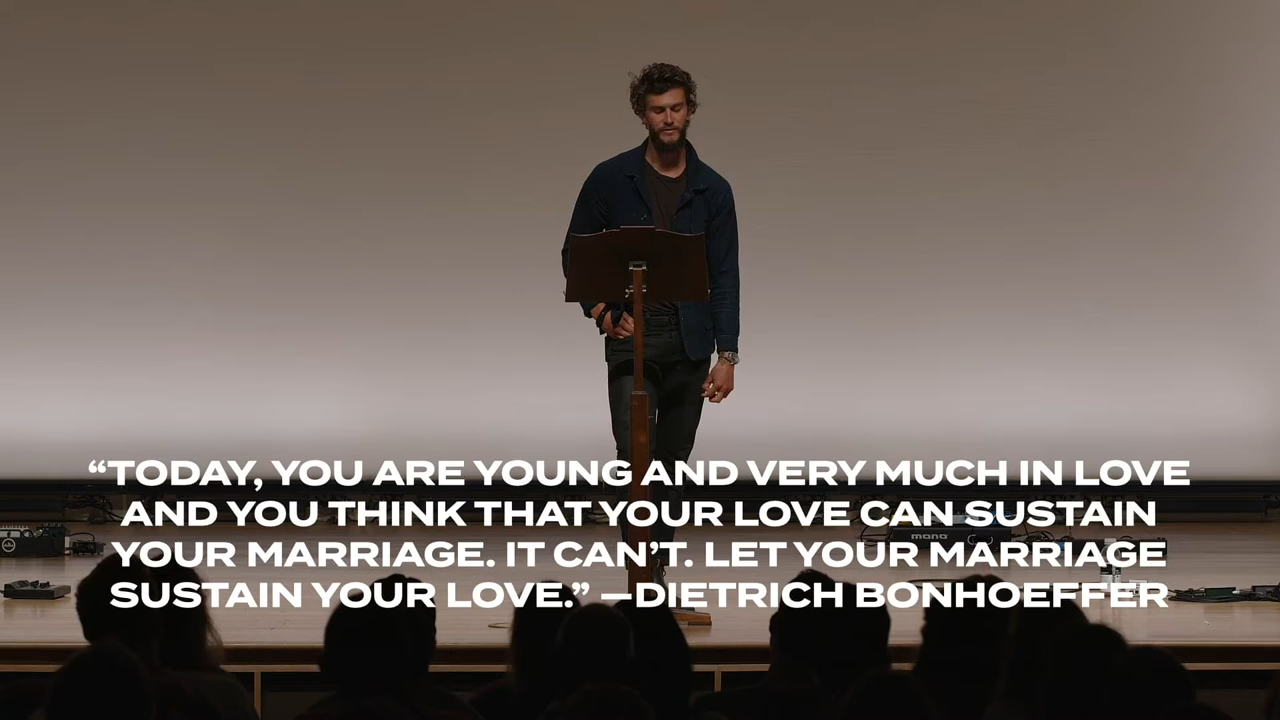 “TODAY, YOU ARE YOUNG AND VERY MUCH IN LOVE
AND YOU THINK THAT YOUR LOVE CAN SUSTAIN
YOUR MARRIAGE. IT CAN’T. LET YOUR MARRIAGE
SUSTAIN YOUR LOVE.” —DIETRICH BONHOEFFER
mono